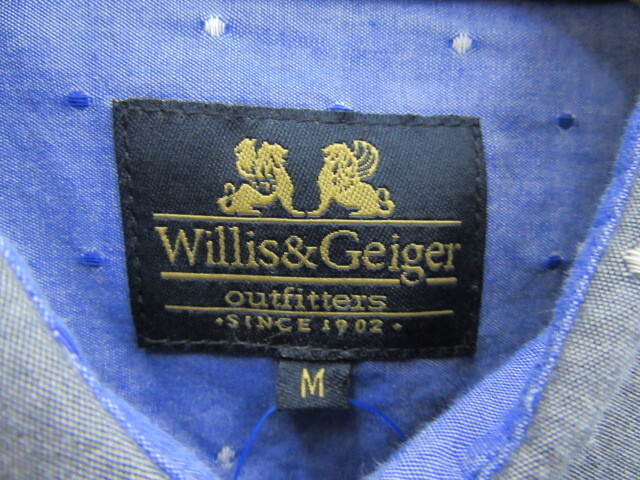 Willis&Geiger
outfitters
·SINCE 1902·
M